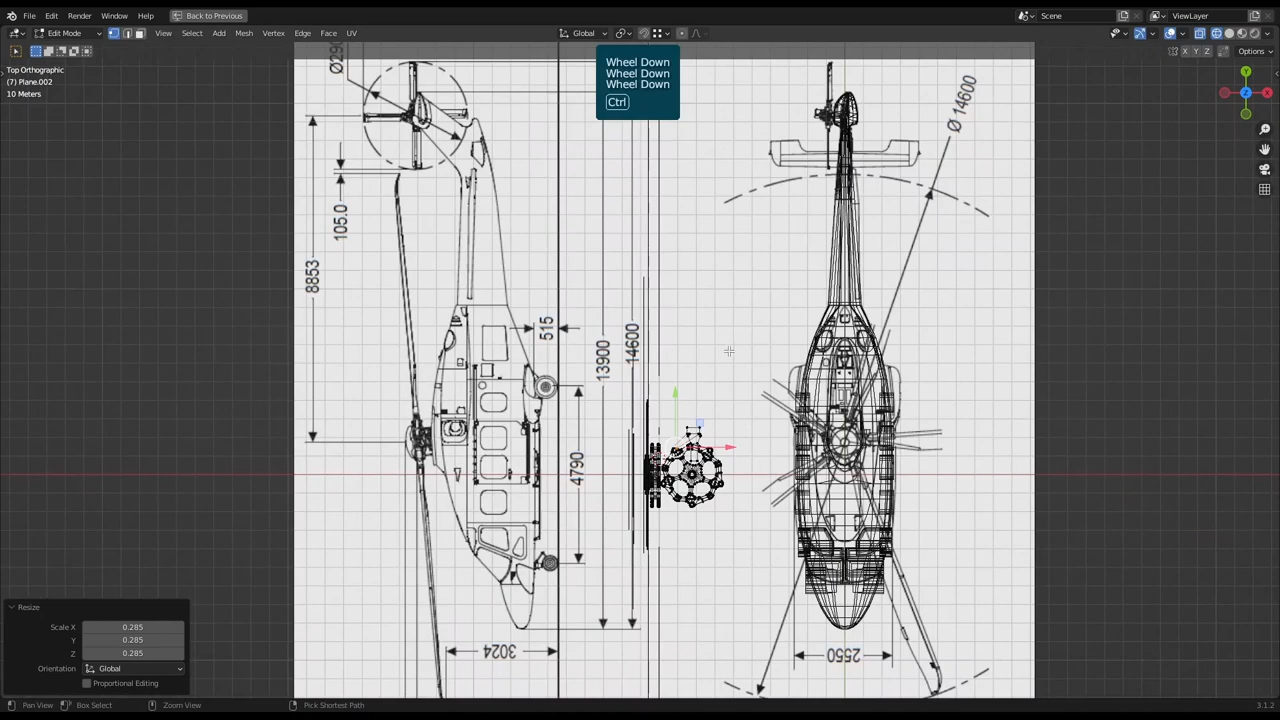 File Edit Render Window Help Back to Previous Scene ViewLayer
Edit Mode View Select Add Mesh Vertex Edge Face UV Global
X Y Z Options
Top Orthographic
(7) Plane.002
10 Meters
Wheel Down
Wheel Down
Wheel Down
Ctrl
Y
Z
X
Ø 14600
105.0
8853
515
13900
14600
4790
3024
2550
Resize
Scale X 0.285
Y 0.285
Z 0.285
Orientation Global
Proportional Editing
Pan View Box Select Zoom View Pick Shortest Path 3.1.2